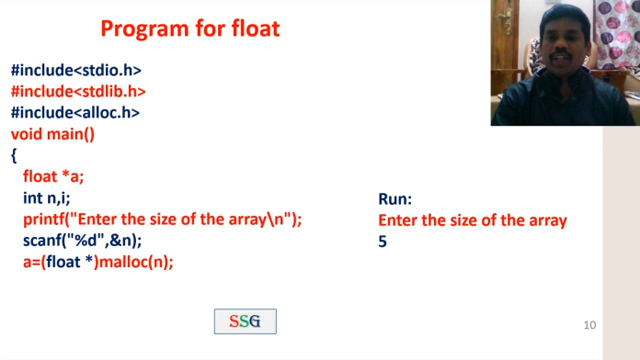 Program for float
#include<stdio.h>
#include<stdlib.h>
#include<alloc.h>
void main()
{
float *a;
int n,i;
printf("Enter the size of the array\n");
scanf("%d",&n);
a=(float *)malloc(n);
Run:
Enter the size of the array
5
SSG
10